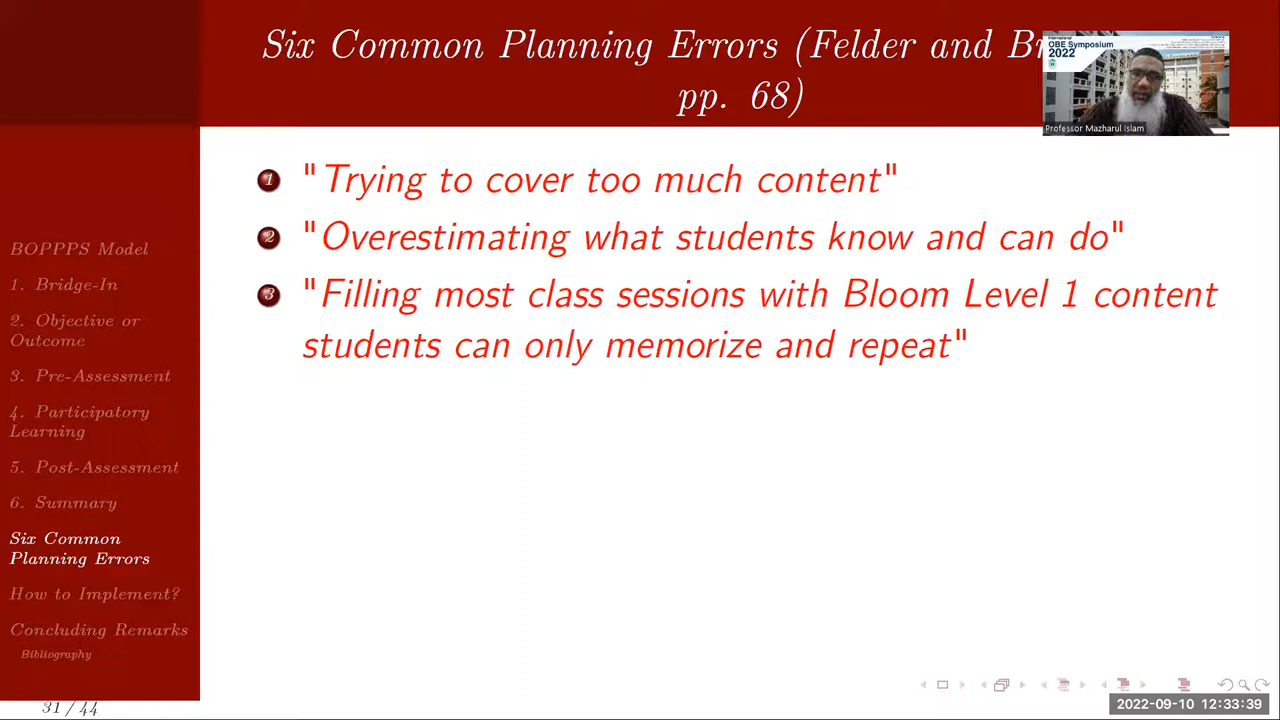 Six Common Planning Errors (Felder and
pp. 68)
International
OBE Symposium
2022
Professor Mazharul Islam
1 "Trying to cover too much content"
2 "Overestimating what students know and can do"
3 "Filling most class sessions with Bloom Level 1 content
students can only memorize and repeat"
BOPPPS Model
1. Bridge-In
2. Objective or
Outcome
3. Pre-Assessment
4. Participatory
Learning
5. Post-Assessment
6. Summary
Six Common
Planning Errors
How to Implement?
Concluding Remarks
Bibliography
31 / 44
2022-09-10 12:33:39